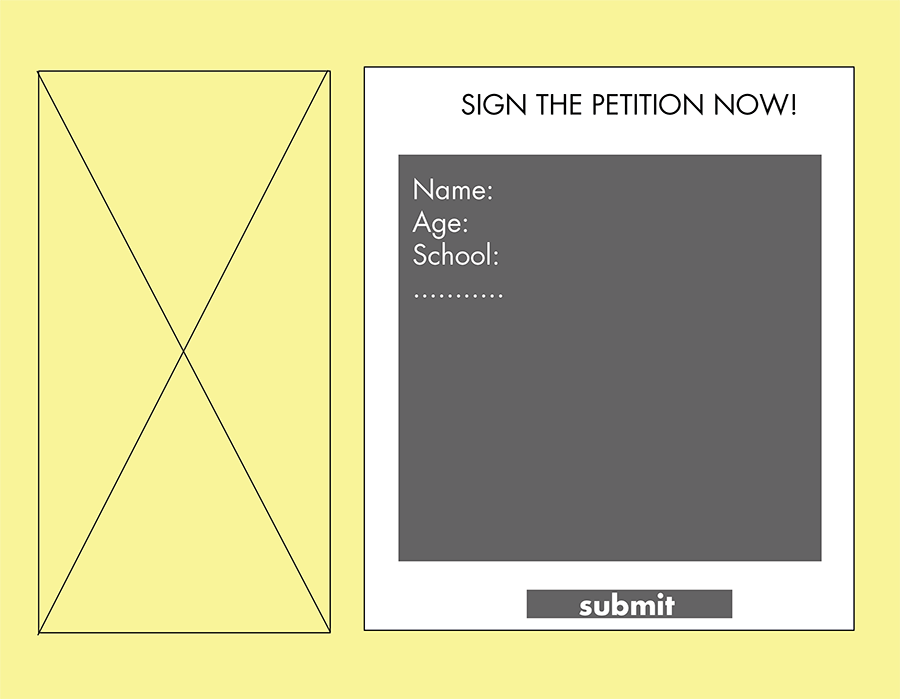 SIGN THE PETITION NOW!
Name:
Age:
School:
...........
submit